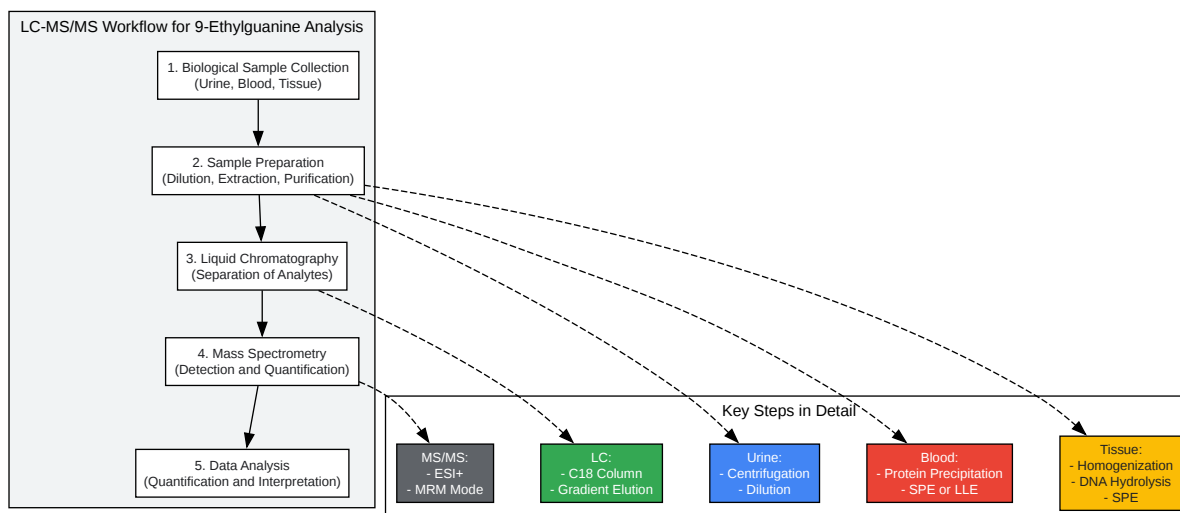 LC-MS/MS Workflow for 9-Ethylguanine Analysis
1. Biological Sample Collection
(Urine, Blood, Tissue)
2. Sample Preparation
(Dilution, Extraction, Purification)
3. Liquid Chromatography
(Separation of Analytes)
4. Mass Spectrometry
(Detection and Quantification)
5. Data Analysis
(Quantification and Interpretation)
Key Steps in Detail
MS/MS:
- ESI+
- MRM Mode
LC:
- C18 Column
- Gradient Elution
Urine:
- Centrifugation
- Dilution
Blood:
- Protein Precipitation
- SPE or LLE
Tissue:
- Homogenization
- DNA Hydrolysis
- SPE